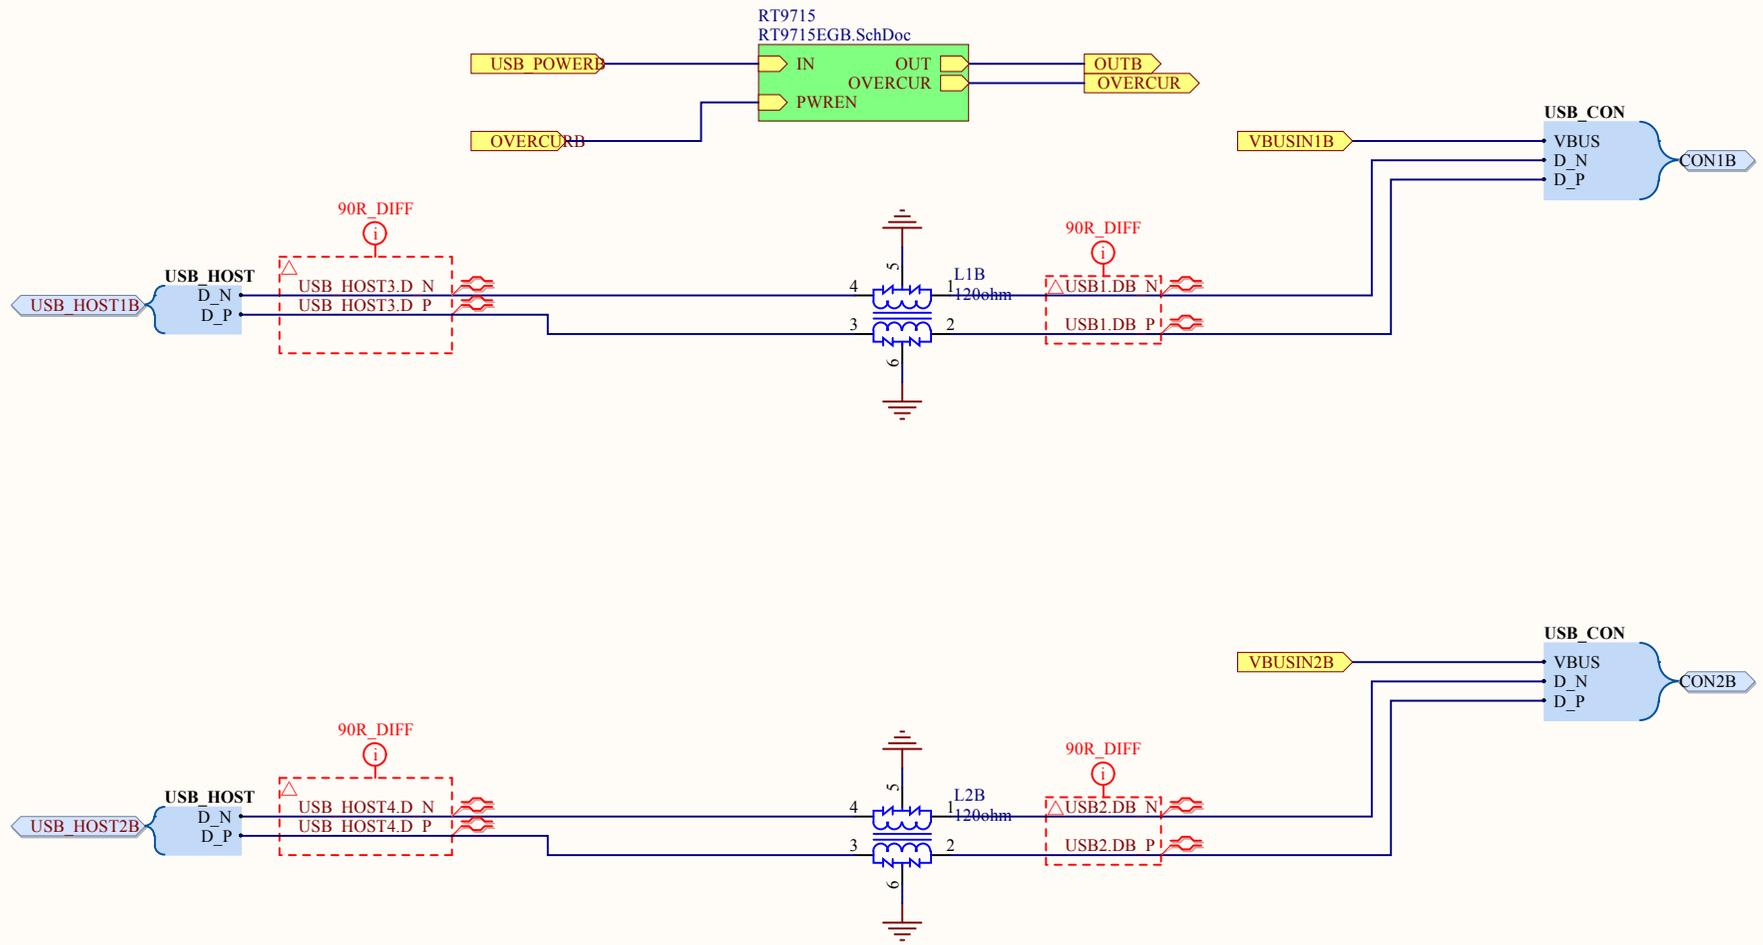 RT9715
RT9715EGB.SchDoc
USB_POWERB
IN
OUT
OUTB
OVERCUR
OVERCUR
PWREN
OVERCURB
USB_CON
VBUSIN1B
VBUS
D_N
CON1B
D_P
90R_DIFF
i
90R_DIFF
i
USB_HOST
USB_HOST3.D_N
4
5
L1B
1
120ohm
USB1.DB_N
USB_HOST1B
D_N
USB_HOST3.D_P
D_P
3
2
USB1.DB_P
6
USB_CON
VBUSIN2B
VBUS
D_N
CON2B
D_P
90R_DIFF
i
90R_DIFF
i
USB_HOST
USB_HOST4.D_N
4
5
L2B
1
120ohm
USB2.DB_N
USB_HOST2B
D_N
USB_HOST4.D_P
D_P
3
2
USB2.DB_P
6